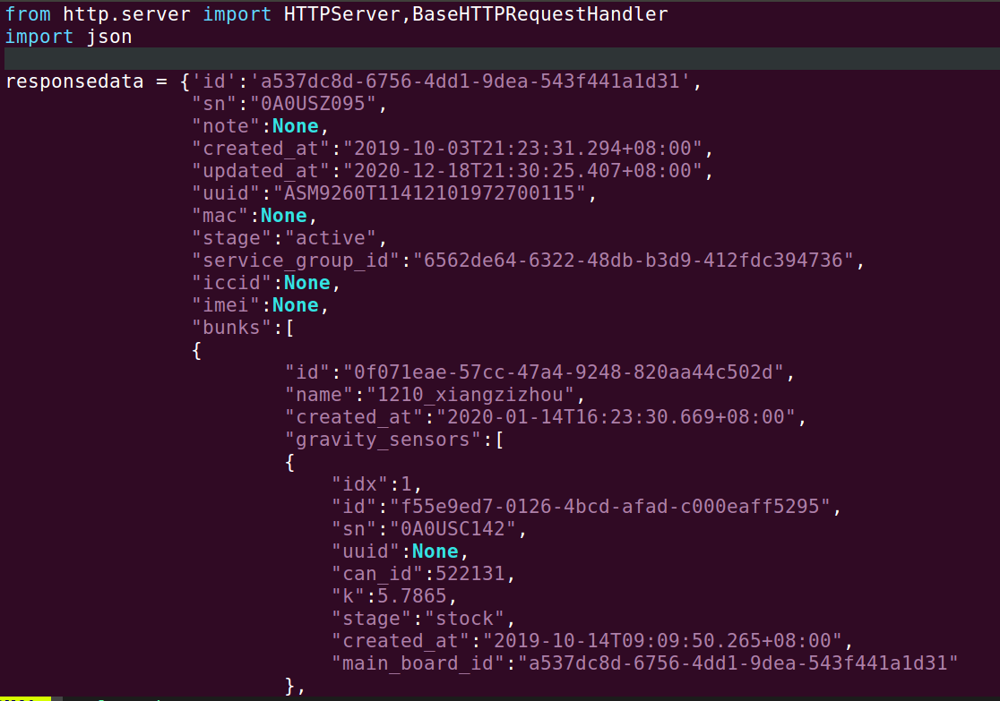 from http.server import HTTPServer,BaseHTTPRequestHandler
import json
responsedata = {'id':'a537dc8d-6756-4dd1-9dea-543f441a1d31',
"sn":"0A0USZ095",
"note":None,
"created_at":"2019-10-03T21:23:31.294+08:00",
"updated_at":"2020-12-18T21:30:25.407+08:00",
"uuid":"ASM9260T11412101972700115",
"mac":None,
"stage":"active",
"service_group_id":"6562de64-6322-48db-b3d9-412fdc394736",
"iccid":None,
"imei":None,
"bunks":[
{
"id":"0f071eae-57cc-47a4-9248-820aa44c502d",
"name":"1210_xiangzizhou",
"created_at":"2020-01-14T16:23:30.669+08:00",
"gravity_sensors":[
{
"idx":1,
"id":"f55e9ed7-0126-4bcd-afad-c000eaff5295",
"sn":"0A0USC142",
"uuid":None,
"can_id":522131,
"k":5.7865,
"stage":"stock",
"created_at":"2019-10-14T09:09:50.265+08:00",
"main_board_id":"a537dc8d-6756-4dd1-9dea-543f441a1d31"
},